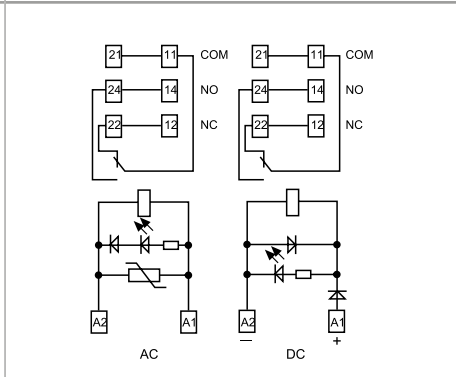 21 11 COM 21 11 COM
24 14 NO 24 14 NO
22 12 NC 22 12 NC
A2 A1 A2 A1
— +
AC DC